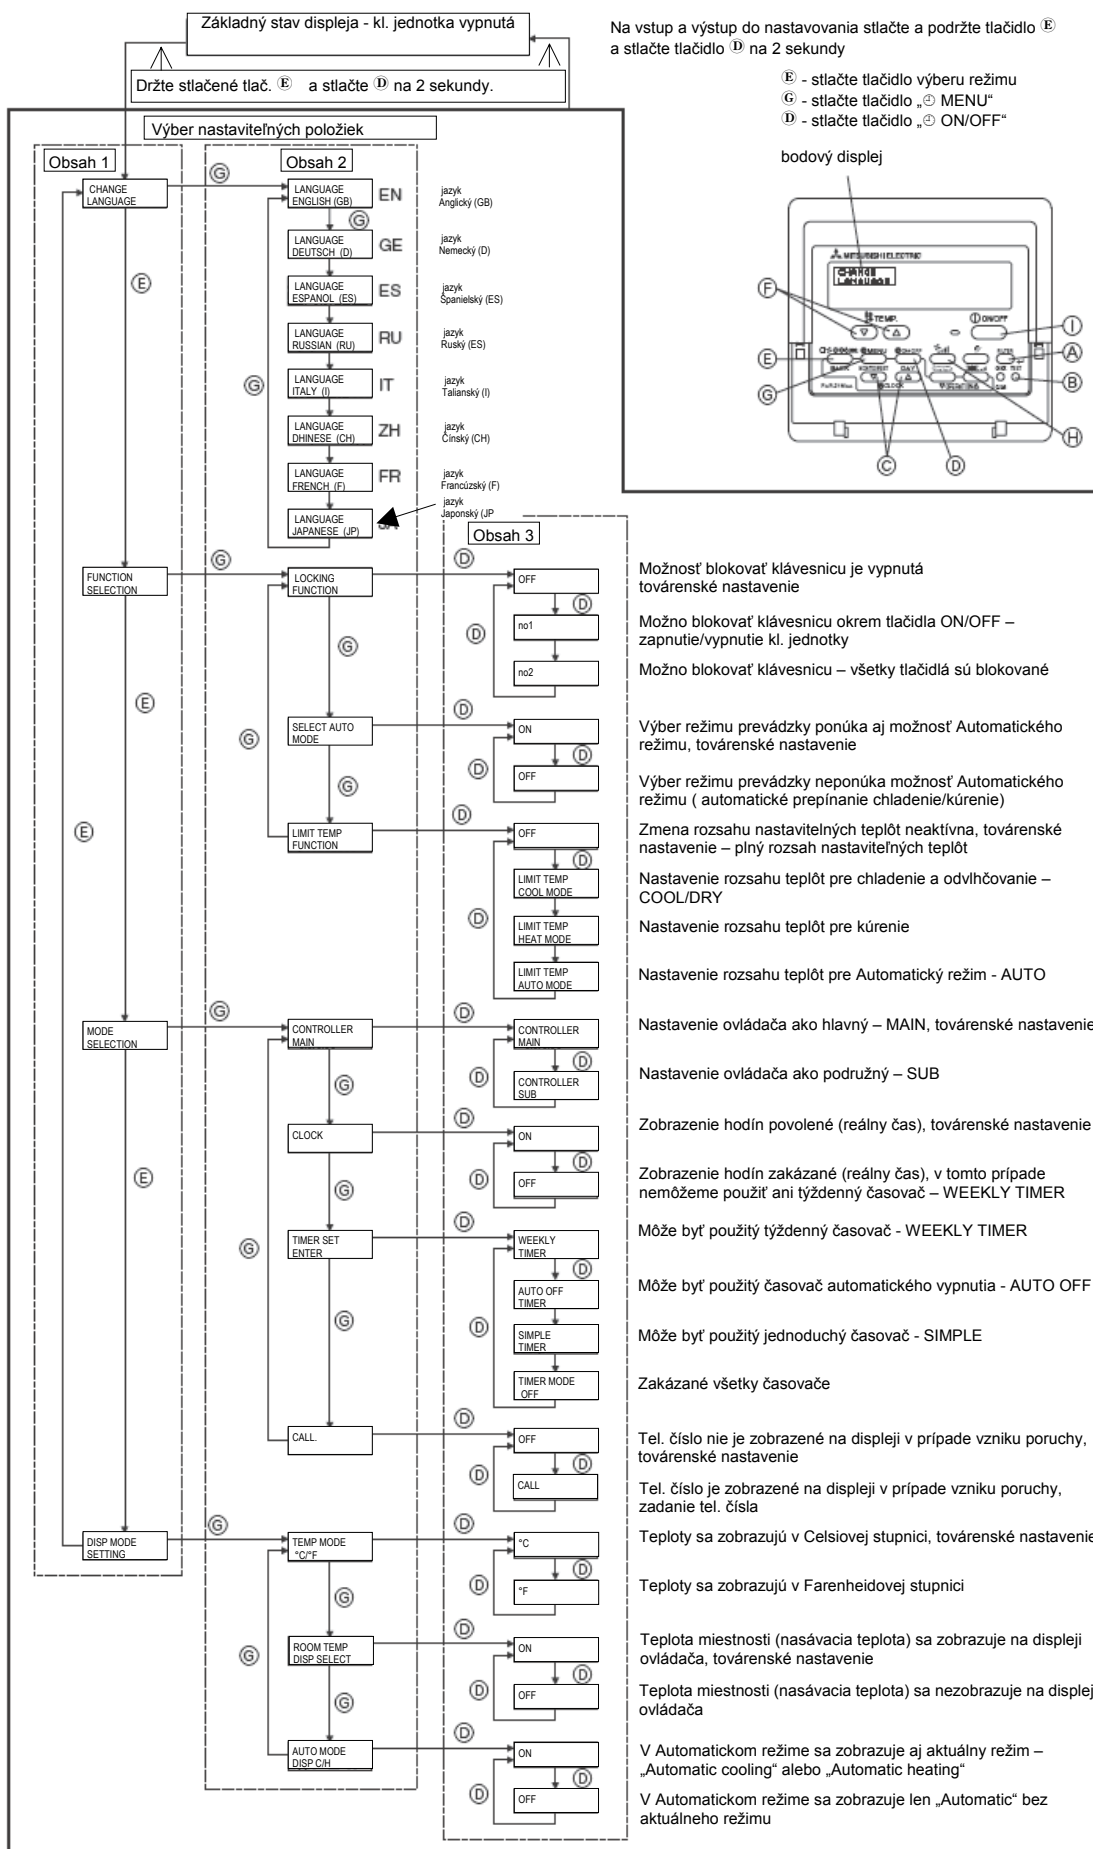 Základný stav displeja - kl. jednotka vypnutá
Držte stlačené tlač. Ⓔ a stlačte Ⓓ na 2 sekundy.
Na vstup a výstup do nastavovania stlačte a podržte tlačidlo Ⓔ
a stlačte tlačidlo Ⓓ na 2 sekundy
Ⓔ - stlačte tlačidlo výberu režimu
Ⓖ - stlačte tlačidlo „⏲ MENU“
Ⓓ - stlačte tlačidlo „⏲ ON/OFF“
bodový displej
MITSUBISHI ELECTRIC
CHANGE
LANGUAGE
TEMP.
ON/OFF
MENU
ON/OFF
FILTER
DAY
CLOCK
TEST
Ⓕ
Ⓔ
Ⓖ
Ⓒ
Ⓓ
Ⓘ
Ⓐ
Ⓑ
Ⓗ
Výber nastaviteľných položiek
Obsah 1
Obsah 2
CHANGE
LANGUAGE
Ⓖ
LANGUAGE
ENGLISH (GB)
EN
jazyk
Anglický (GB)
Ⓖ
LANGUAGE
DEUTSCH (D)
GE
jazyk
Nemecký (D)
Ⓔ
LANGUAGE
ESPANOL (ES)
ES
jazyk
Španielský (ES)
LANGUAGE
RUSSIAN (RU)
RU
jazyk
Ruský (ES)
Ⓖ
LANGUAGE
ITALY (I)
IT
jazyk
Talianský (I)
LANGUAGE
DHINESE (CH)
ZH
jazyk
Čínský (CH)
LANGUAGE
FRENCH (F)
FR
jazyk
Francúzský (F)
LANGUAGE
JAPANESE (JP)
jazyk
Japonský (JP
Obsah 3
FUNCTION
SELECTION
Ⓖ
LOCKING
FUNCTION
Ⓓ
OFF
Možnosť blokovať klávesnicu je vypnutá
továrenské nastavenie
Ⓓ
Ⓓ
no1
Možno blokovať klávesnicu okrem tlačidla ON/OFF –
zapnutie/vypnutie kl. jednotky
Ⓖ
no2
Možno blokovať klávesnicu – všetky tlačidlá sú blokované
Ⓔ
Ⓖ
SELECT AUTO
MODE
Ⓓ
ON
Výber režimu prevádzky ponúka aj možnosť Automatického
režimu, továrenské nastavenie
Ⓓ
Ⓓ
Ⓖ
OFF
Výber režimu prevádzky neponúka možnosť Automatického
režimu ( automatické prepínanie chladenie/kúrenie)
Ⓔ
LIMIT TEMP
FUNCTION
Ⓓ
OFF
Zmena rozsahu nastavitelných teplôt neaktívna, továrenské
nastavenie – plný rozsah nastaviteľných teplôt
Ⓓ
LIMIT TEMP
COOL MODE
Nastavenie rozsahu teplôt pre chladenie a odvlhčovanie –
COOL/DRY
Ⓓ
LIMIT TEMP
HEAT MODE
Nastavenie rozsahu teplôt pre kúrenie
LIMIT TEMP
AUTO MODE
Nastavenie rozsahu teplôt pre Automatický režim - AUTO
MODE
SELECTION
Ⓖ
CONTROLLER
MAIN
Ⓓ
CONTROLLER
MAIN
Nastavenie ovládača ako hlavný – MAIN, továrenské nastavenie
Ⓓ
Ⓓ
Ⓖ
CONTROLLER
SUB
Nastavenie ovládača ako podružný – SUB
CLOCK
Ⓓ
ON
Zobrazenie hodín povolené (reálny čas), továrenské nastavenie
Ⓓ
Ⓓ
Ⓔ
Ⓖ
OFF
Zobrazenie hodín zakázané (reálny čas), v tomto prípade
nemôžeme použiť ani týždenný časovač – WEEKLY TIMER
Ⓖ
TIMER SET
ENTER
Ⓓ
WEEKLY
TIMER
Môže byť použitý týždenný časovač - WEEKLY TIMER
Ⓓ
AUTO OFF
TIMER
Môže byť použitý časovač automatického vypnutia - AUTO OFF
Ⓖ
Ⓓ
SIMPLE
TIMER
Môže byť použitý jednoduchý časovač - SIMPLE
TIMER MODE
OFF
Zakázané všetky časovače
CALL.
Ⓓ
OFF
Tel. číslo nie je zobrazené na displeji v prípade vzniku poruchy,
továrenské nastavenie
Ⓓ
Ⓓ
CALL
Tel. číslo je zobrazené na displeji v prípade vzniku poruchy,
zadanie tel. čísla
DISP MODE
SETTING
Ⓖ
TEMP MODE
°C/°F
Ⓓ
°C
Teploty sa zobrazujú v Celsiovej stupnici, továrenské nastavenie
Ⓓ
Ⓓ
Ⓖ
°F
Teploty sa zobrazujú v Farenheidovej stupnici
Ⓖ
ROOM TEMP
DISP SELECT
Ⓓ
ON
Teplota miestnosti (nasávacia teplota) sa zobrazuje na displeji
ovládača, továrenské nastavenie
Ⓓ
Ⓓ
Ⓖ
OFF
Teplota miestnosti (nasávacia teplota) sa nezobrazuje na displej
ovládača
AUTO MODE
DISP C/H
Ⓓ
ON
V Automatickom režime sa zobrazuje aj aktuálny režim –
„Automatic cooling“ alebo „Automatic heating“
Ⓓ
Ⓓ
OFF
V Automatickom režime sa zobrazuje len „Automatic“ bez
aktuálneho režimu